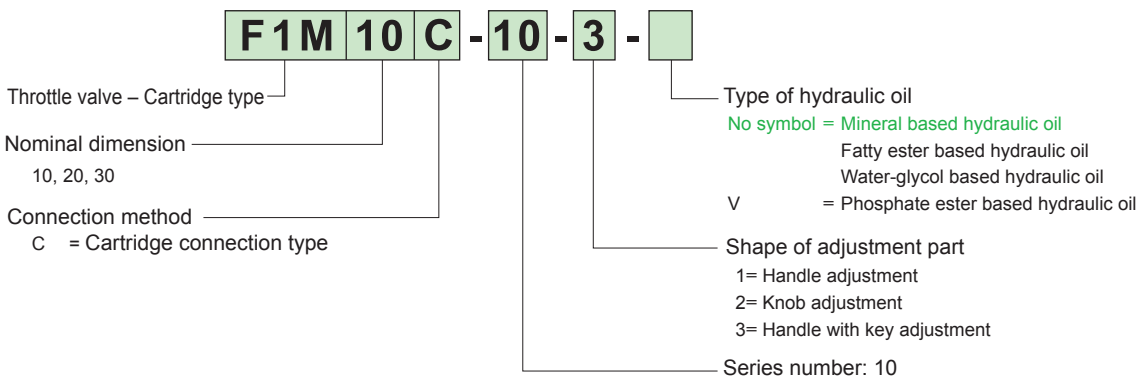 F1M 10 C - 10 - 3 -
Throttle valve – Cartridge type
Nominal dimension
10, 20, 30
Connection method
C = Cartridge connection type
Type of hydraulic oil
No symbol = Mineral based hydraulic oil
Fatty ester based hydraulic oil
Water-glycol based hydraulic oil
V = Phosphate ester based hydraulic oil
Shape of adjustment part
1= Handle adjustment
2= Knob adjustment
3= Handle with key adjustment
Series number: 10